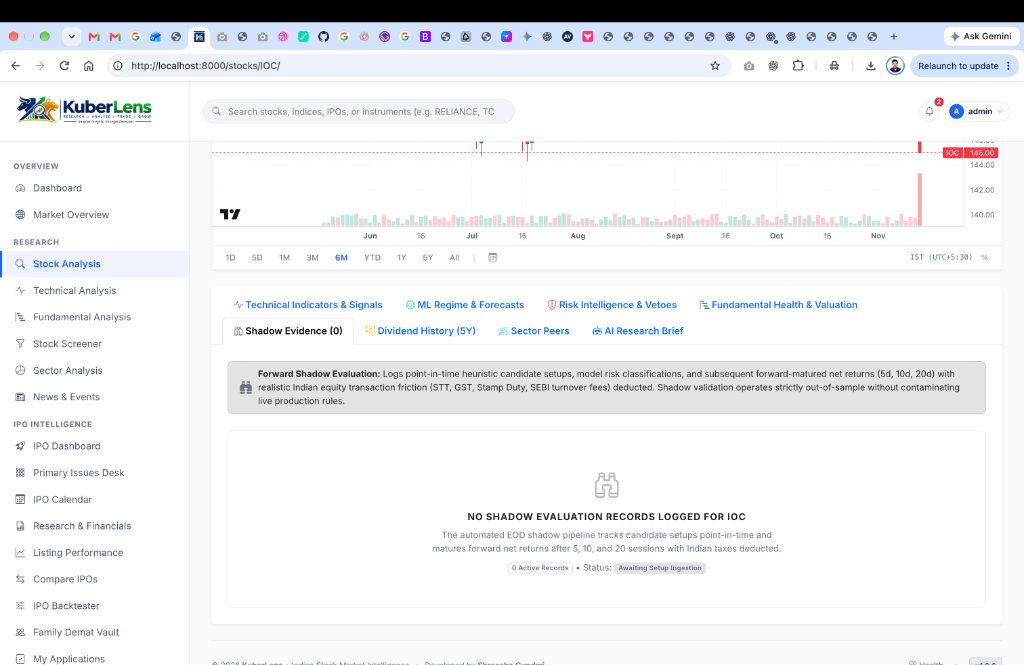 Ask Gemini
http://localhost:8000/stocks/IOC/
Relaunch to update
KuberLens
RESEARCH • ANALYZE • TRADE • GROW
Search stocks, indices, IPOs, or instruments (e.g. RELIANCE, TC
2
A
admin
OVERVIEW
Dashboard
Market Overview
RESEARCH
Stock Analysis
Technical Analysis
Fundamental Analysis
Stock Screener
Sector Analysis
News & Events
IPO INTELLIGENCE
IPO Dashboard
Primary Issues Desk
IPO Calendar
Research & Financials
Listing Performance
Compare IPOs
IPO Backtester
Family Demat Vault
My Applications
IOC 145.00
144.00
142.00
140.00
Jun 16 Jul 16 Aug Sept 16 Oct 16 Nov
1D 5D 1M 3M 6M YTD 1Y 5Y All
IST (UTC+5:30) %
Technical Indicators & Signals
ML Regime & Forecasts
Risk Intelligence & Vetoes
Fundamental Health & Valuation
Shadow Evidence (0)
Dividend History (5Y)
Sector Peers
AI Research Brief
Forward Shadow Evaluation: Logs point-in-time heuristic candidate setups, model risk classifications, and subsequent forward-matured net returns (5d, 10d, 20d) with
realistic Indian equity transaction friction (STT, GST, Stamp Duty, SEBI turnover fees) deducted. Shadow validation operates strictly out-of-sample without contaminating
live production rules.
NO SHADOW EVALUATION RECORDS LOGGED FOR IOC
The automated EOD shadow pipeline tracks candidate setups point-in-time and
matures forward net returns after 5, 10, and 20 sessions with Indian taxes deducted.
0 Active Records • Status: Awaiting Setup Ingestion